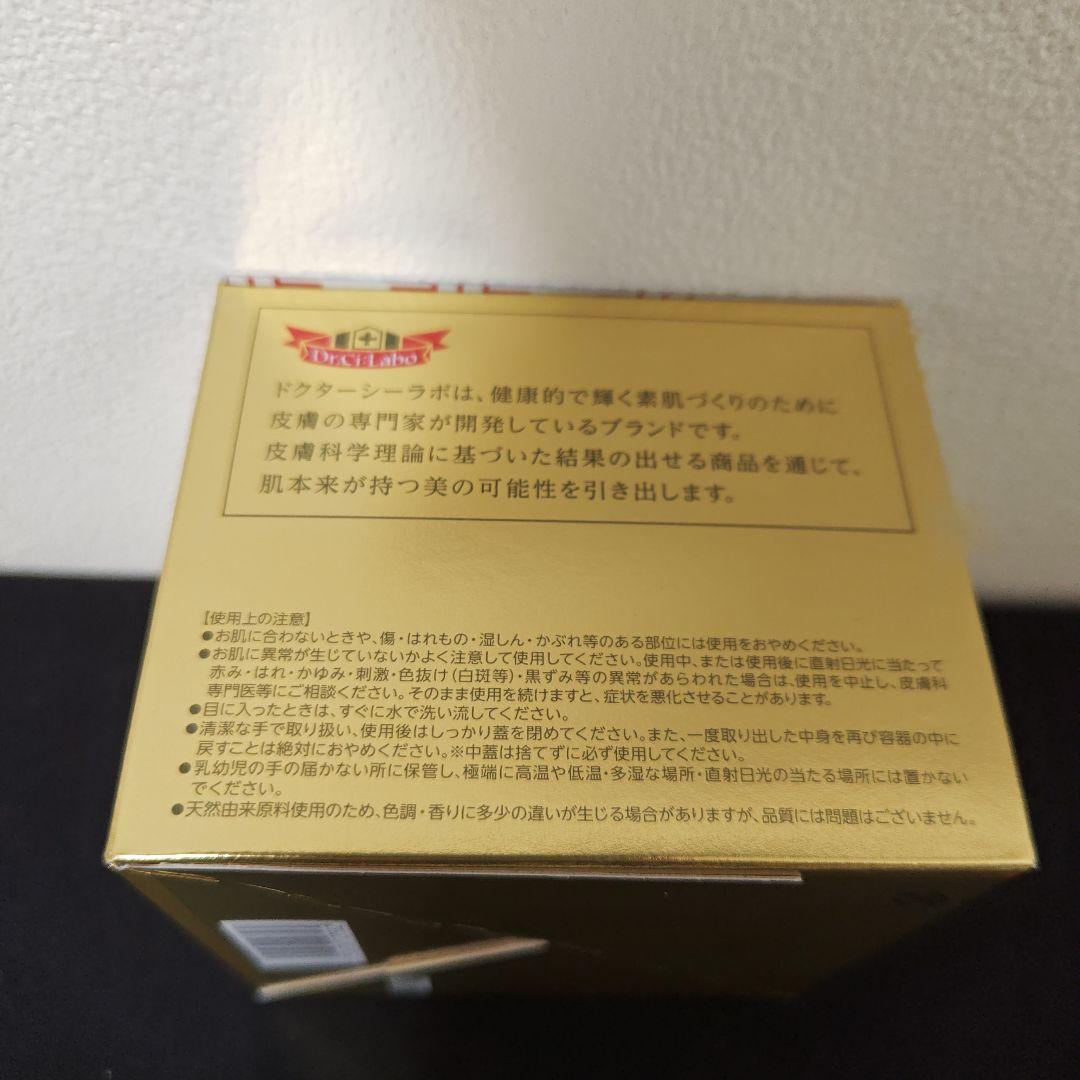 Dr.Ci:Labo
ドクターシーラボは、健康的で輝く素肌づくりのために
皮膚の専門家が開発しているブランドです。
皮膚科学理論に基づいた結果の出せる商品を通じて、
肌本来が持つ美の可能性を引き出します。
【使用上の注意】
●お肌に合わないときや、傷・はれもの・湿しん・かぶれ等のある部位には使用をおやめください。
●お肌に異常が生じていないかよく注意して使用してください。使用中、または使用後に直射日光に当たって
赤み・はれ・かゆみ・刺激・色抜け(白斑等)・黒ずみ等の異常があらわれた場合は、使用を中止し、皮膚科
専門医等にご相談ください。そのまま使用を続けますと、症状を悪化させることがあります。
●目に入ったときは、すぐに水で洗い流してください。
●清潔な手で取り扱い、使用後はしっかり蓋を閉めてください。また、一度取り出した中身を再び容器の中に
戻すことは絶対におやめください。※中蓋は捨てずに必ず使用してください。
●乳幼児の手の届かない所に保管し、極端に高温や低温・多湿な場所・直射日光の当たる場所には置かない
でください。
●天然由来原料使用のため、色調・香りに多少の違いが生じる場合がありますが、品質には問題はございません。